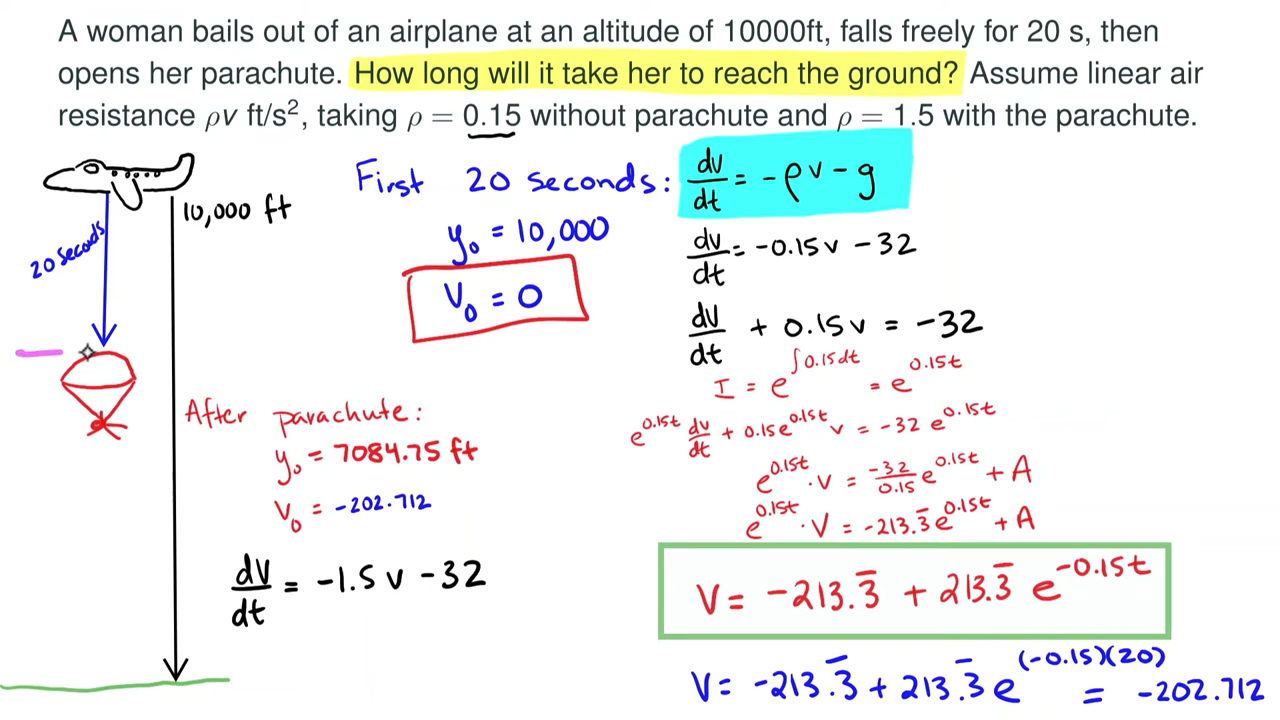 A woman bails out of an airplane at an altitude of 10000ft, falls freely for 20 s, then
opens her parachute. How long will it take her to reach the ground? Assume linear air
resistance ρv ft/s², taking ρ = 0.15 without parachute and ρ = 1.5 with the parachute.
10,000 ft
20 seconds
First 20 seconds:
y₀ = 10,000
V₀ = 0
dv/dt = -ρv - g
dv/dt = -0.15v - 32
dv/dt + 0.15v = -32
I = e^∫0.15dt = e^0.15t
e^0.15t dv/dt + 0.15e^0.15t v = -32 e^0.15t
e^0.15t · v = -32/0.15 e^0.15t + A
e^0.15t · V = -213.3̅ e^0.15t + A
V = -213.3̅ + 213.3̅ e^-0.15t
V = -213.3̅ + 213.3̅ e^(-0.15)(20) = -202.712
After parachute:
y₀ = 7084.75 ft
V₀ = -202.712
dv/dt = -1.5v - 32